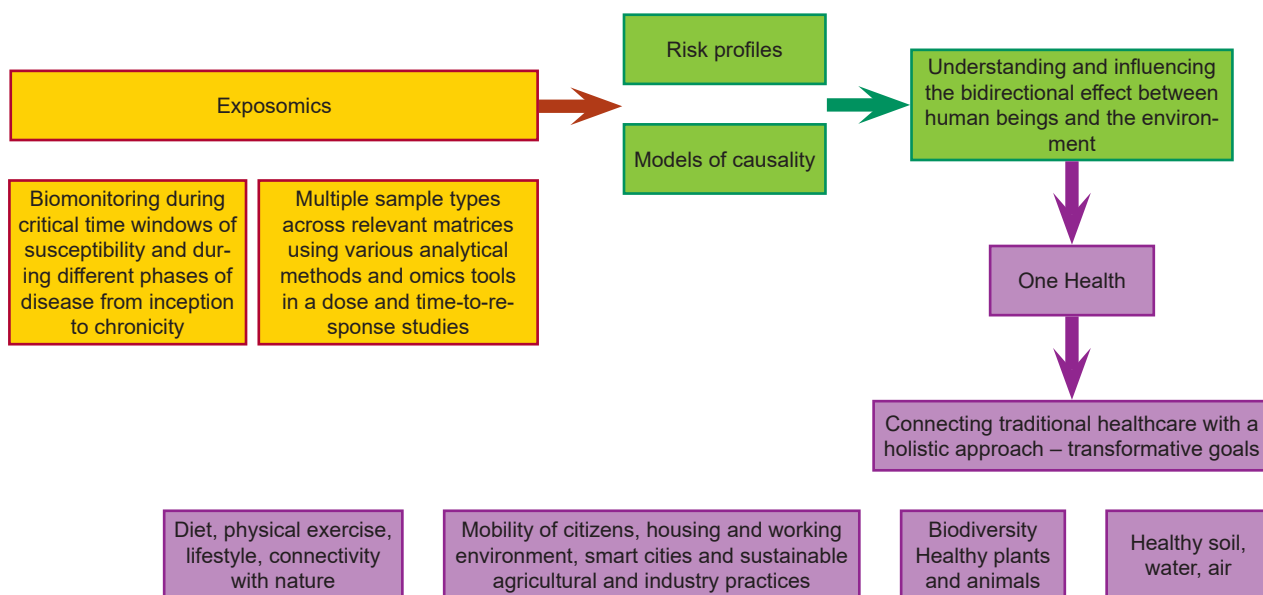 Exposomics
Biomonitoring during
critical time windows of
susceptibility and dur-
ing different phases of
disease from inception
to chronicity
Multiple sample types
across relevant matrices
using various analytical
methods and omics tools
in a dose and time-to-re-
sponse studies
Risk profiles
Models of causality
Understanding and influencing
the bidirectional effect between
human beings and the environ-
ment
One Health
Connecting traditional healthcare with a
holistic approach – transformative goals
Diet, physical exercise,
lifestyle, connectivity
with nature
Mobility of citizens, housing and working
environment, smart cities and sustainable
agricultural and industry practices
Biodiversity
Healthy plants
and animals
Healthy soil,
water, air